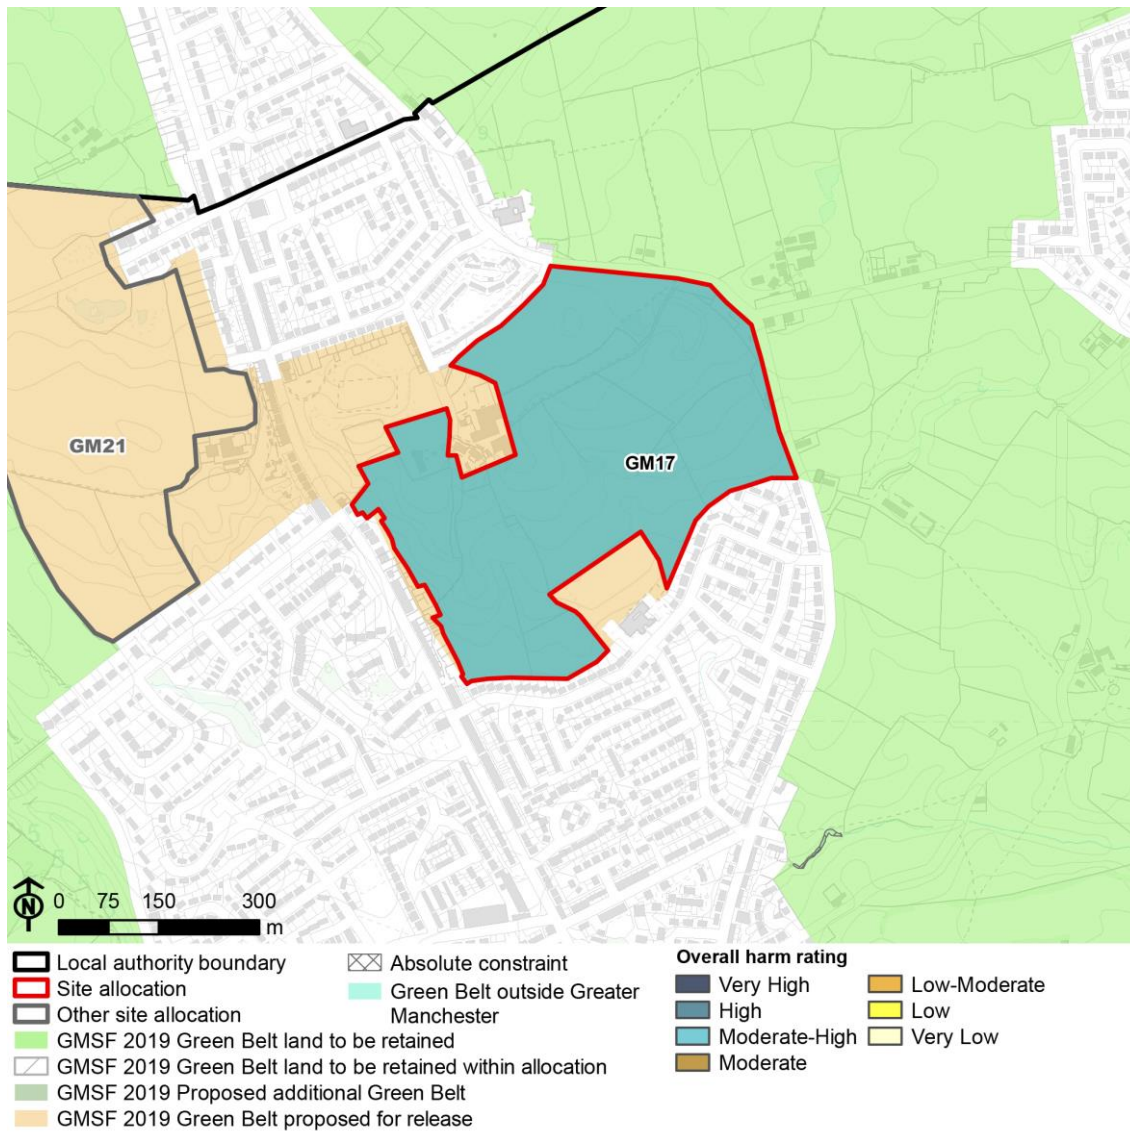 GM21
GM17
N
0 75 150 300
m
Local authority boundary
Site allocation
Other site allocation
GMSF 2019 Green Belt land to be retained
GMSF 2019 Green Belt land to be retained within allocation
GMSF 2019 Proposed additional Green Belt
GMSF 2019 Green Belt proposed for release
Absolute constraint
Green Belt outside Greater
Manchester
Overall harm rating
Very High
High
Moderate-High
Moderate
Low-Moderate
Low
Very Low